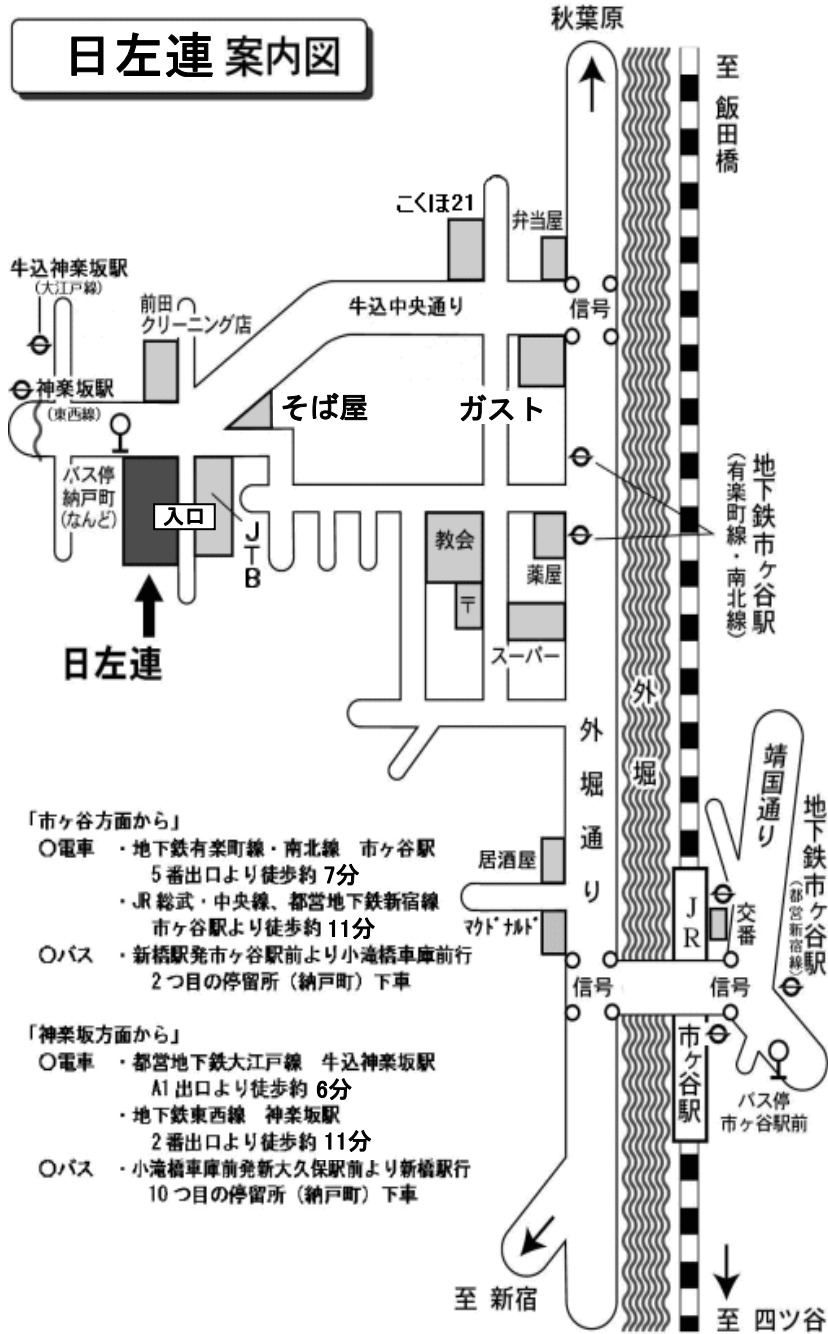 日左連 案内図
秋葉原
至 飯田橋
こくほ21
弁当屋
牛込神楽坂駅
(大江戸線)
前田
クリーニング店
牛込中央通り
信号
神楽坂駅
(東西線)
そば屋
ガスト
バス停
納戸町
(なんど)
入口
JTB
教会
薬屋
〒
スーパー
地下鉄市ヶ谷駅
(有楽町線・南北線)
日左連
外堀
外堀通り
靖国通り
地下鉄市ヶ谷駅
(都営新宿線)
「市ヶ谷方面から」
○電車 ・地下鉄有楽町線・南北線 市ヶ谷駅
5番出口より徒歩約 7分
・JR総武・中央線、都営地下鉄新宿線
市ヶ谷駅より徒歩約 11分
○バス ・新橋駅発市ヶ谷駅前より小滝橋車庫前行
2つ目の停留所(納戸町)下車
居酒屋
マクドナルド
JR
交番
信号
信号
市ヶ谷駅
バス停
市ヶ谷駅前
「神楽坂方面から」
○電車 ・都営地下鉄大江戸線 牛込神楽坂駅
A1出口より徒歩約 6分
・地下鉄東西線 神楽坂駅
2番出口より徒歩約 11分
○バス ・小滝橋車庫前発新大久保駅前より新橋駅行
10つ目の停留所(納戸町)下車
至 新宿
至 四ツ谷